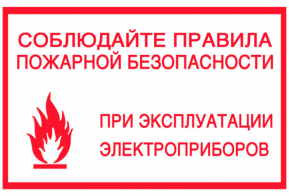 СОБЛЮДАЙТЕ ПРАВИЛА
ПОЖАРНОЙ БЕЗОПАСНОСТИ
ПРИ ЭКСПЛУАТАЦИИ
ЭЛЕКТРОПРИБОРОВ